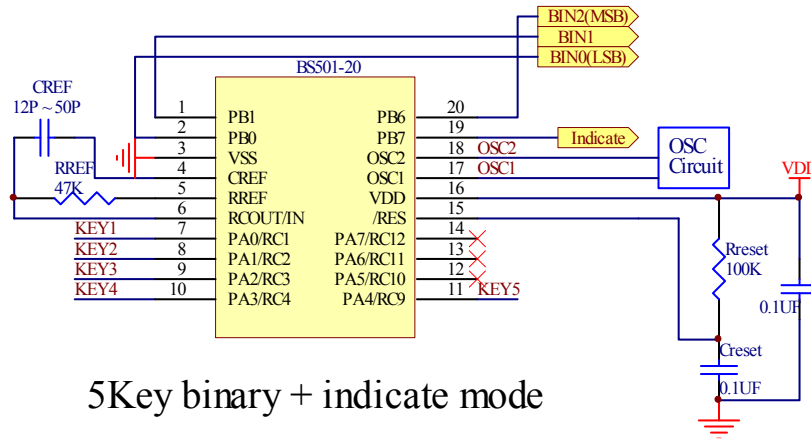 BIN2(MSB)
BIN1
BIN0(LSB)
BS501-20
CREF
12P ~ 50P
1 PB1 PB6 20
2 PB0 PB7 19 Indicate
3 VSS OSC2 18 OSC2
4 CREF OSC1 17 OSC1
OSC
Circuit
RREF
47K
5 RREF VDD 16
VDD
6 RCOUT/IN /RES 15
KEY1 7 PA0/RC1 PA7/RC12 14
KEY2 8 PA1/RC2 PA6/RC11 13
KEY3 9 PA2/RC3 PA5/RC10 12
KEY4 10 PA3/RC4 PA4/RC9 11 KEY5
Rreset
100K
0.1UF
Creset
0.1UF
5Key binary + indicate mode